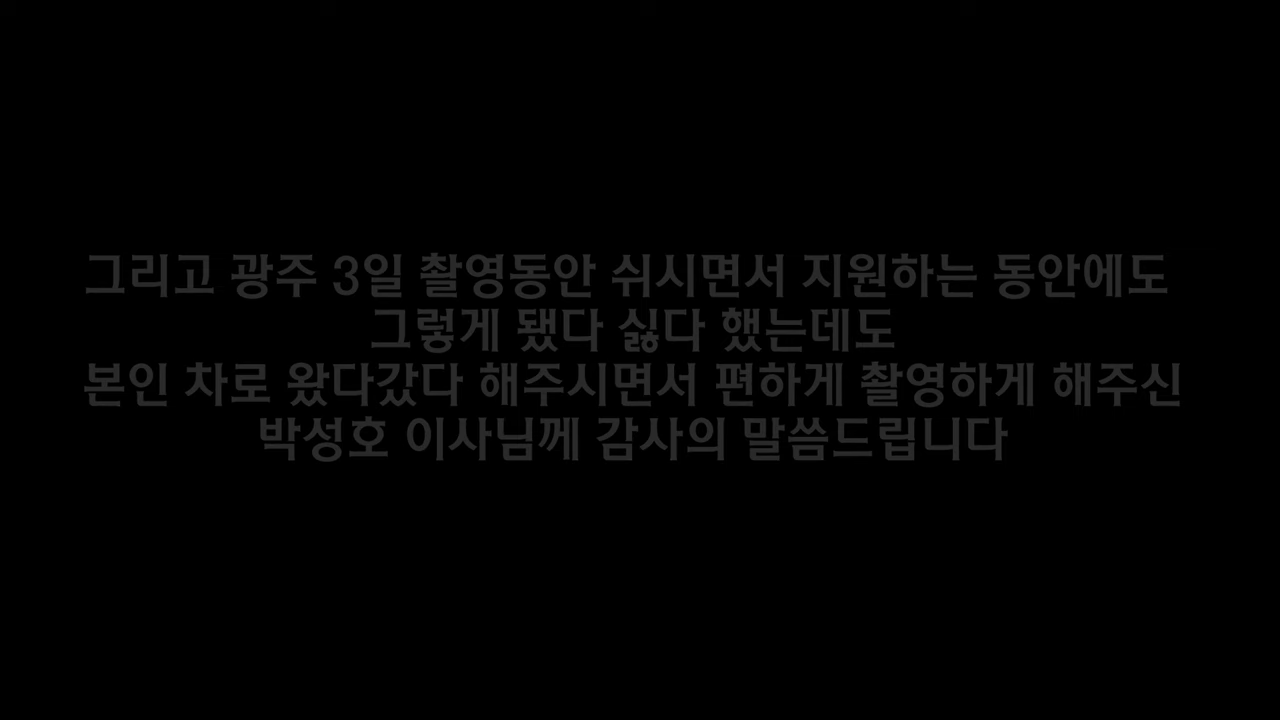 그리고 광주 3일 촬영동안 쉬시면서 지원하는 동안에도
그렇게 됐다 싫다 했는데도
본인 차로 왔다갔다 해주시면서 편하게 촬영하게 해주신
박성호 이사님께 감사의 말씀드립니다